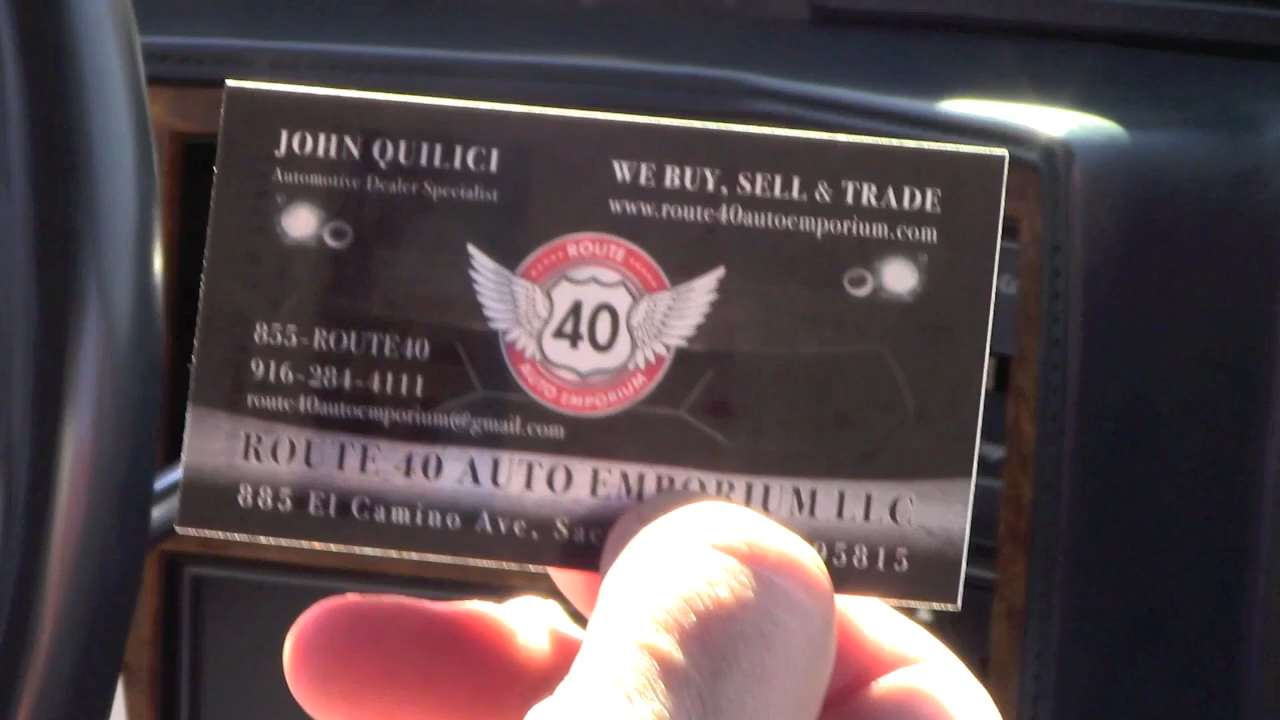 JOHN QUILICI
Automotive Dealer Specialist
WE BUY, SELL & TRADE
www.route40autoemporium.com
ROUTE
40
AUTO EMPORIUM
855-ROUTE40
916-284-4111
route40autoemporium@gmail.com
ROUTE 40 AUTO EMPORIUM LLC
885 El Camino Ave, Sac 95815